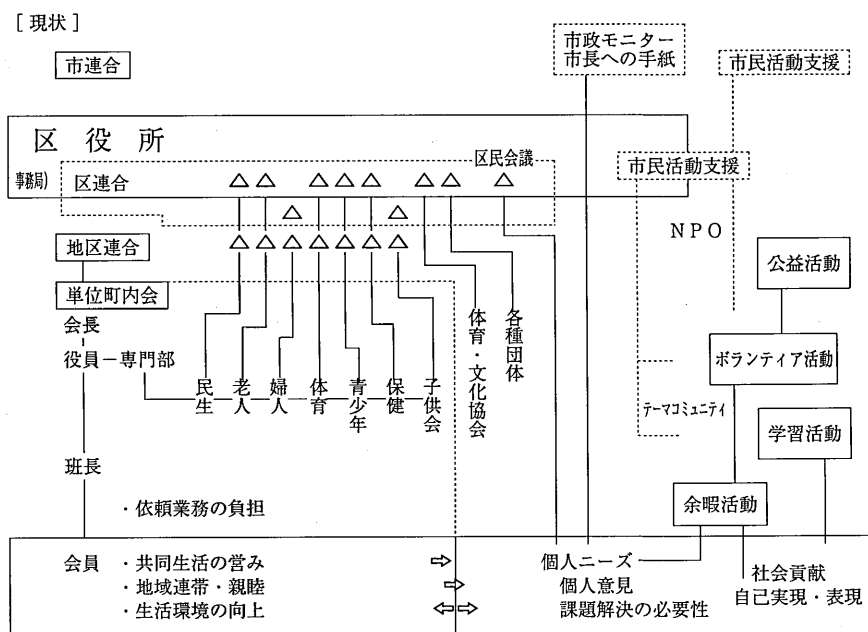 [現状]
市連合
市政モニター
市長への手紙
市民活動支援
区役所
区民会議
市民活動支援
事務局)
区連合
NPO
地区連合
公益活動
単位町内会
会長
役員－専門部
民生
老人
婦人
体育
青少年
保健
子供会
体育・文化協会
各種団体
ボランティア活動
テーマコミュニティ
学習活動
班長
余暇活動
・依頼業務の負担
会員
・共同生活の営み
・地域連帯・親睦
・生活環境の向上
個人ニーズ
個人意見
課題解決の必要性
社会貢献
自己実現・表現